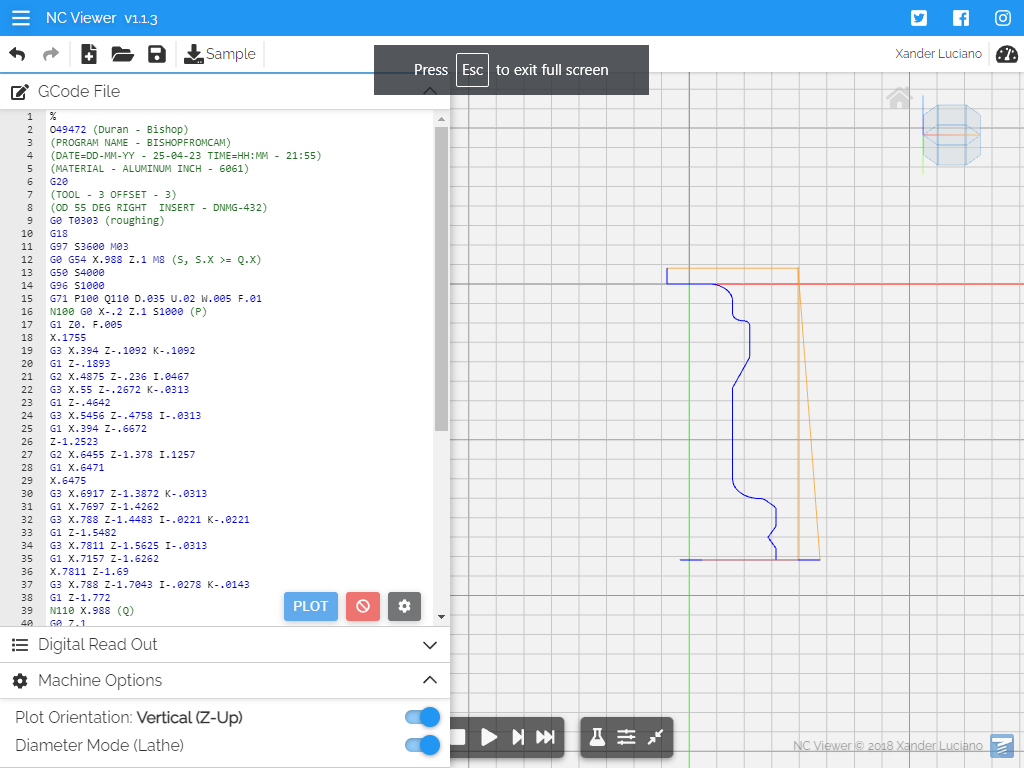 NC Viewer v1.1.3
Sample
Press Esc to exit full screen
Xander Luciano
GCode File
1 %
2 O49472 (Duran - Bishop)
3 (PROGRAM NAME - BISHOPFROMCAM)
4 (DATE=DD-MM-YY - 25-04-23 TIME=HH:MM - 21:55)
5 (MATERIAL - ALUMINUM INCH - 6061)
6 G20
7 (TOOL - 3 OFFSET - 3)
8 (OD 55 DEG RIGHT  INSERT - DNMG-432)
9 G0 T0303 (roughing)
10 G18
11 G97 S3600 M03
12 G0 G54 X.988 Z.1 M8 (S, S.X >= Q.X)
13 G50 S4000
14 G96 S1000
15 G71 P100 Q110 D.035 U.02 W.005 F.01
16 N100 G0 X-.2 Z.1 S1000 (P)
17 G1 Z0. F.005
18 X.1755
19 G3 X.394 Z-.1092 K-.1092
20 G1 Z-.1893
21 G2 X.4875 Z-.236 I.0467
22 G3 X.55 Z-.2672 K-.0313
23 G1 Z-.4642
24 G3 X.5456 Z-.4758 I-.0313
25 G1 X.394 Z-.6672
26 Z-1.2523
27 G2 X.6455 Z-1.378 I.1257
28 G1 X.6471
29 X.6475
30 G3 X.6917 Z-1.3872 K-.0313
31 G1 X.7697 Z-1.4262
32 G3 X.788 Z-1.4483 I-.0221 K-.0221
33 G1 Z-1.5482
34 G3 X.7811 Z-1.5625 I-.0313
35 G1 X.7157 Z-1.6262
36 X.7811 Z-1.69
37 G3 X.788 Z-1.7043 I-.0278 K-.0143
38 G1 Z-1.772
39 N110 X.988 (Q)
40 G0 Z.1
PLOT
Digital Read Out
Machine Options
Plot Orientation: Vertical (Z-Up)
Diameter Mode (Lathe)
NC Viewer © 2018 Xander Luciano